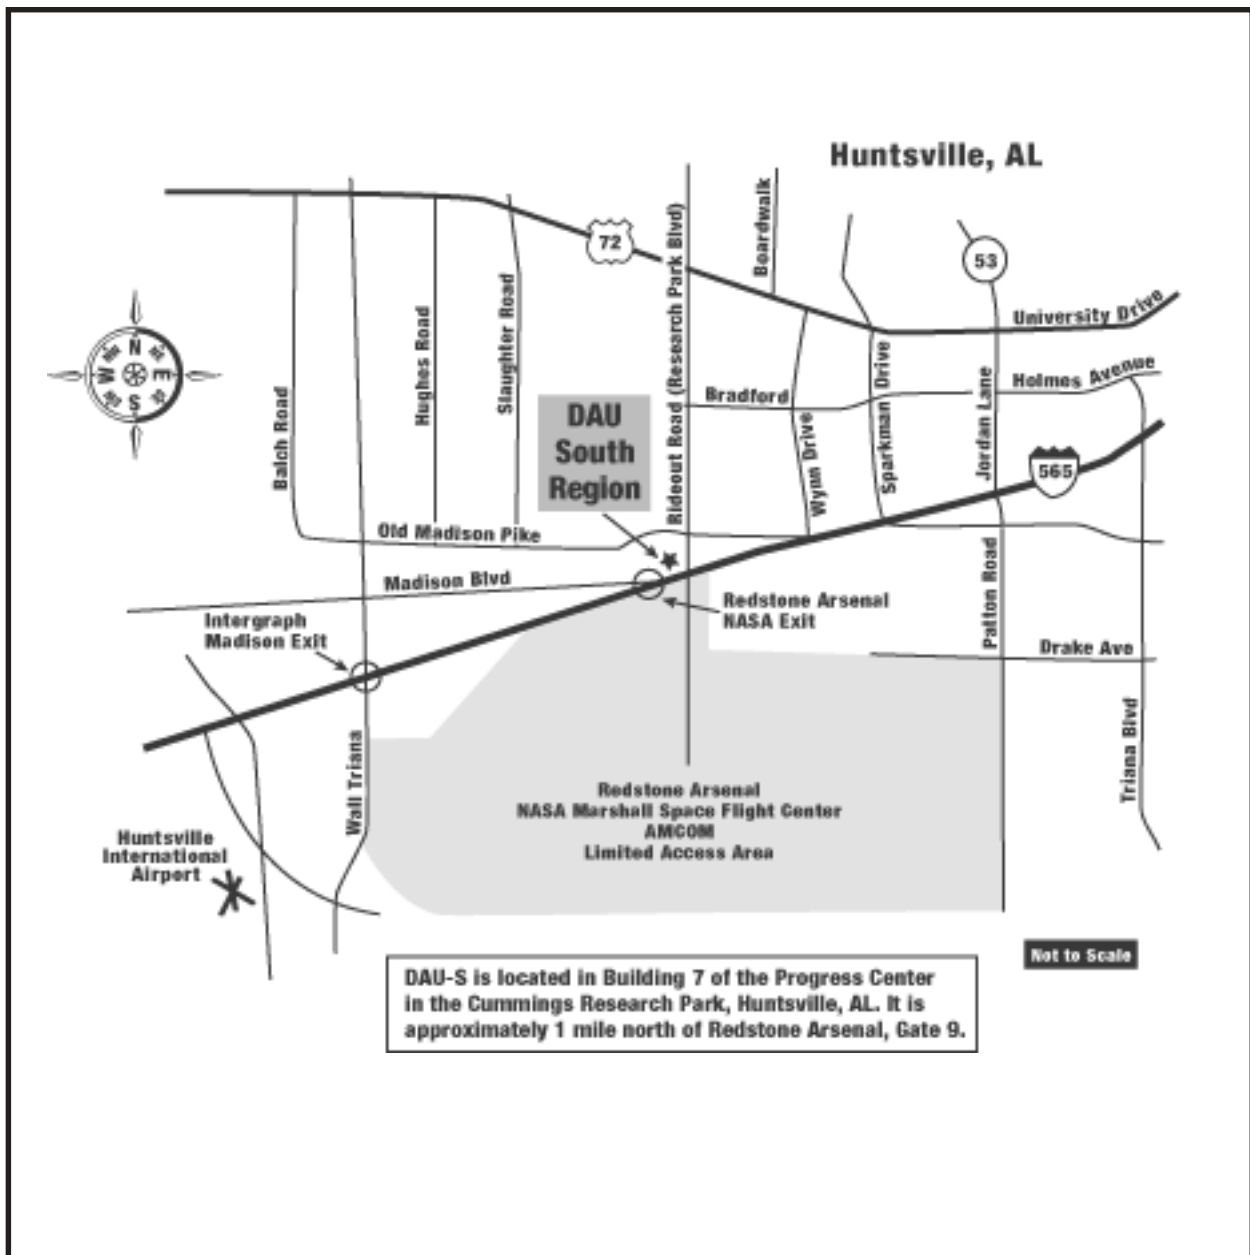 Huntsville, AL
72
Rideout Road (Research Park Blvd)
Boardwalk
53
University Drive
N
NE
E
SE
S
SW
W
NW
Balch Road
Hughes Road
Slaughter Road
DAU
South
Region
Bradford
Wynn Drive
Sparkman Drive
Jordan Lane
Holmes Avenue
565
Old Madison Pike
Madison Blvd
Intergraph
Madison Exit
Redstone Arsenal
NASA Exit
Patton Road
Drake Ave
Triana Blvd
Wall Triana
Redstone Arsenal
NASA Marshall Space Flight Center
AMCOM
Limited Access Area
Huntsville
International
Airport
Not to Scale
DAU-S is located in Building 7 of the Progress Center
in the Cummings Research Park, Huntsville, AL. It is
approximately 1 mile north of Redstone Arsenal, Gate 9.